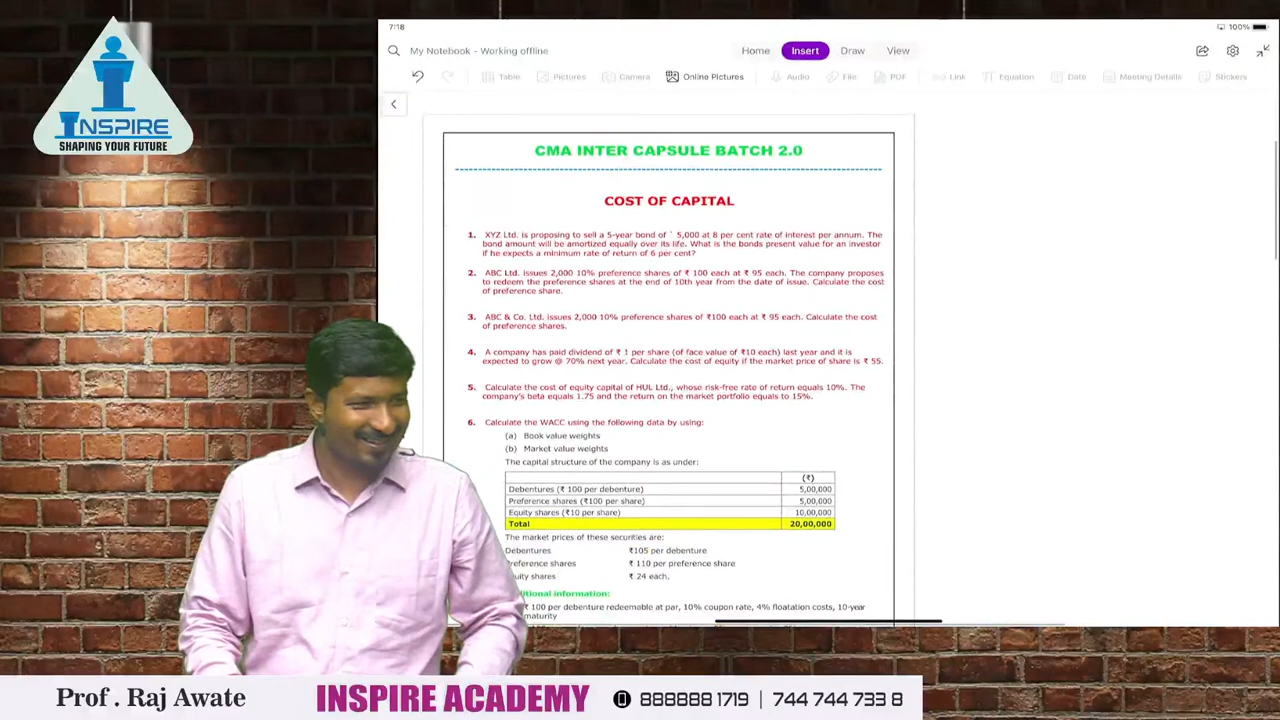 7:18
100%
My Notebook - Working offline
Home Insert Draw View
Table Pictures Camera Online Pictures Audio File PDF Link Equation Date Meeting Details Stickers
INSPIRE
SHAPING YOUR FUTURE
CMA INTER CAPSULE BATCH 2.0
COST OF CAPITAL
1. XYZ Ltd. is proposing to sell a 5-year bond of ` 5,000 at 8 per cent rate of interest per annum. The
bond amount will be amortized equally over its life. What is the bonds present value for an investor
if he expects a minimum rate of return of 6 per cent?
2. ABC Ltd. issues 2,000 10% preference shares of ₹ 100 each at ₹ 95 each. The company proposes
to redeem the preference shares at the end of 10th year from the date of issue. Calculate the cost
of preference share.
3. ABC & Co. Ltd. issues 2,000 10% preference shares of ₹100 each at ₹ 95 each. Calculate the cost
of preference shares.
4. A company has paid dividend of ₹ 1 per share (of face value of ₹10 each) last year and it is
expected to grow @ 70% next year. Calculate the cost of equity if the market price of share is ₹ 55.
5. Calculate the cost of equity capital of HUL Ltd., whose risk-free rate of return equals 10%. The
company's beta equals 1.75 and the return on the market portfolio equals to 15%.
6. Calculate the WACC using the following data by using:
(a) Book value weights
(b) Market value weights
The capital structure of the company is as under:
(₹)
Debentures (₹ 100 per debenture) 5,00,000
Preference shares (₹100 per share) 5,00,000
Equity shares (₹10 per share) 10,00,000
Total 20,00,000
The market prices of these securities are:
Debentures ₹105 per debenture
reference shares ₹ 110 per preference share
uity shares ₹ 24 each.
ditional information:
₹ 100 per debenture redeemable at par, 10% coupon rate, 4% floatation costs, 10-year
maturity
Prof . Raj Awate INSPIRE ACADEMY 888888 1719 | 744 744 733 8